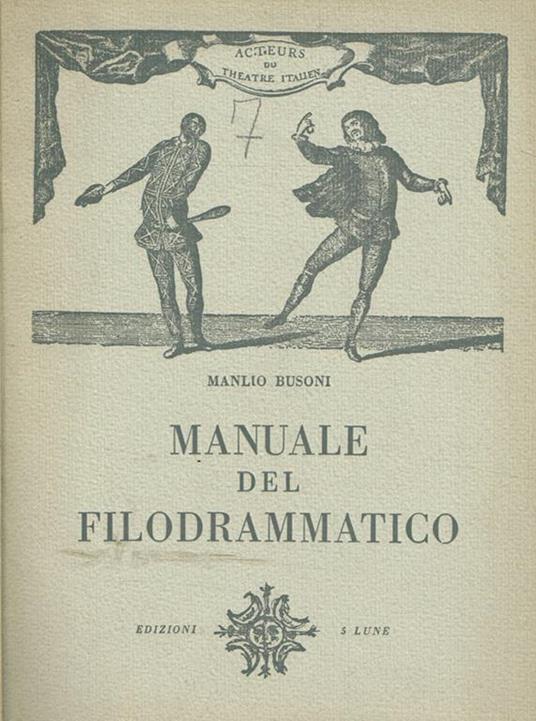 ACTEURS
DU
THEATRE ITALIEN
7
MANLIO BUSONI
MANUALE
DEL
FILODRAMMATICO
EDIZIONI 5 LUNE